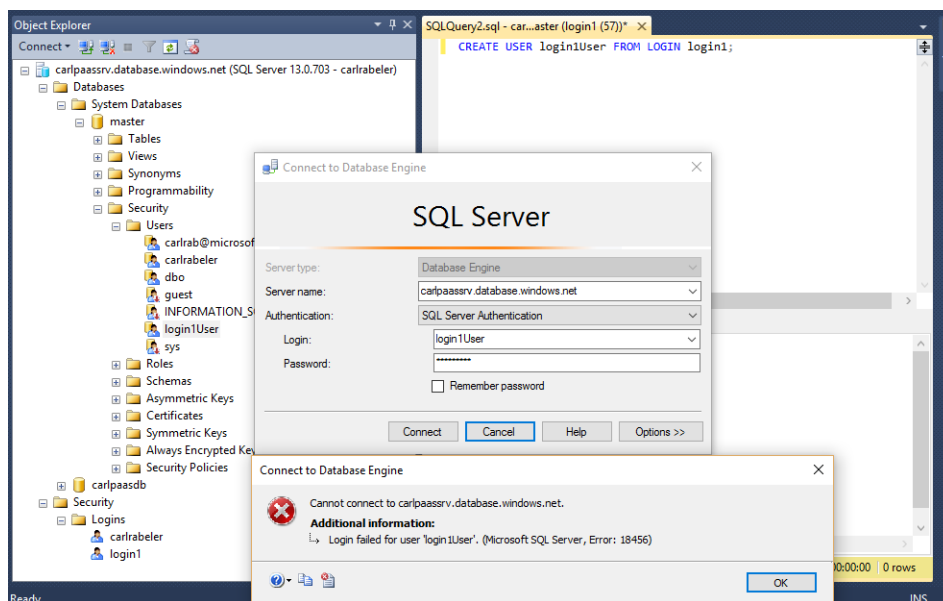 Object Explorer
Connect
carlpaassrv.database.windows.net (SQL Server 13.0.703 - carlrabeler)
Databases
System Databases
master
Tables
Views
Synonyms
Programmability
Security
Users
carlrab@microsof
carlrabeler
dbo
guest
INFORMATION_S
login1User
sys
Roles
Schemas
Asymmetric Keys
Certificates
Symmetric Keys
Always Encrypted Key
Security Policies
carlpaasdb
Security
Logins
carlrabeler
login1
Ready
SQLQuery2.sql - car...aster (login1 (57))*
CREATE USER login1User FROM LOGIN login1;
Connect to Database Engine
SQL Server
Server type: Database Engine
Server name: carlpaassrv.database.windows.net
Authentication: SQL Server Authentication
Login: login1User
Password: *********
Remember password
Connect Cancel Help Options >>
Connect to Database Engine
Cannot connect to carlpaassrv.database.windows.net.
Additional information:
Login failed for user 'login1User'. (Microsoft SQL Server, Error: 18456)
OK
00:00:00 0 rows
INS